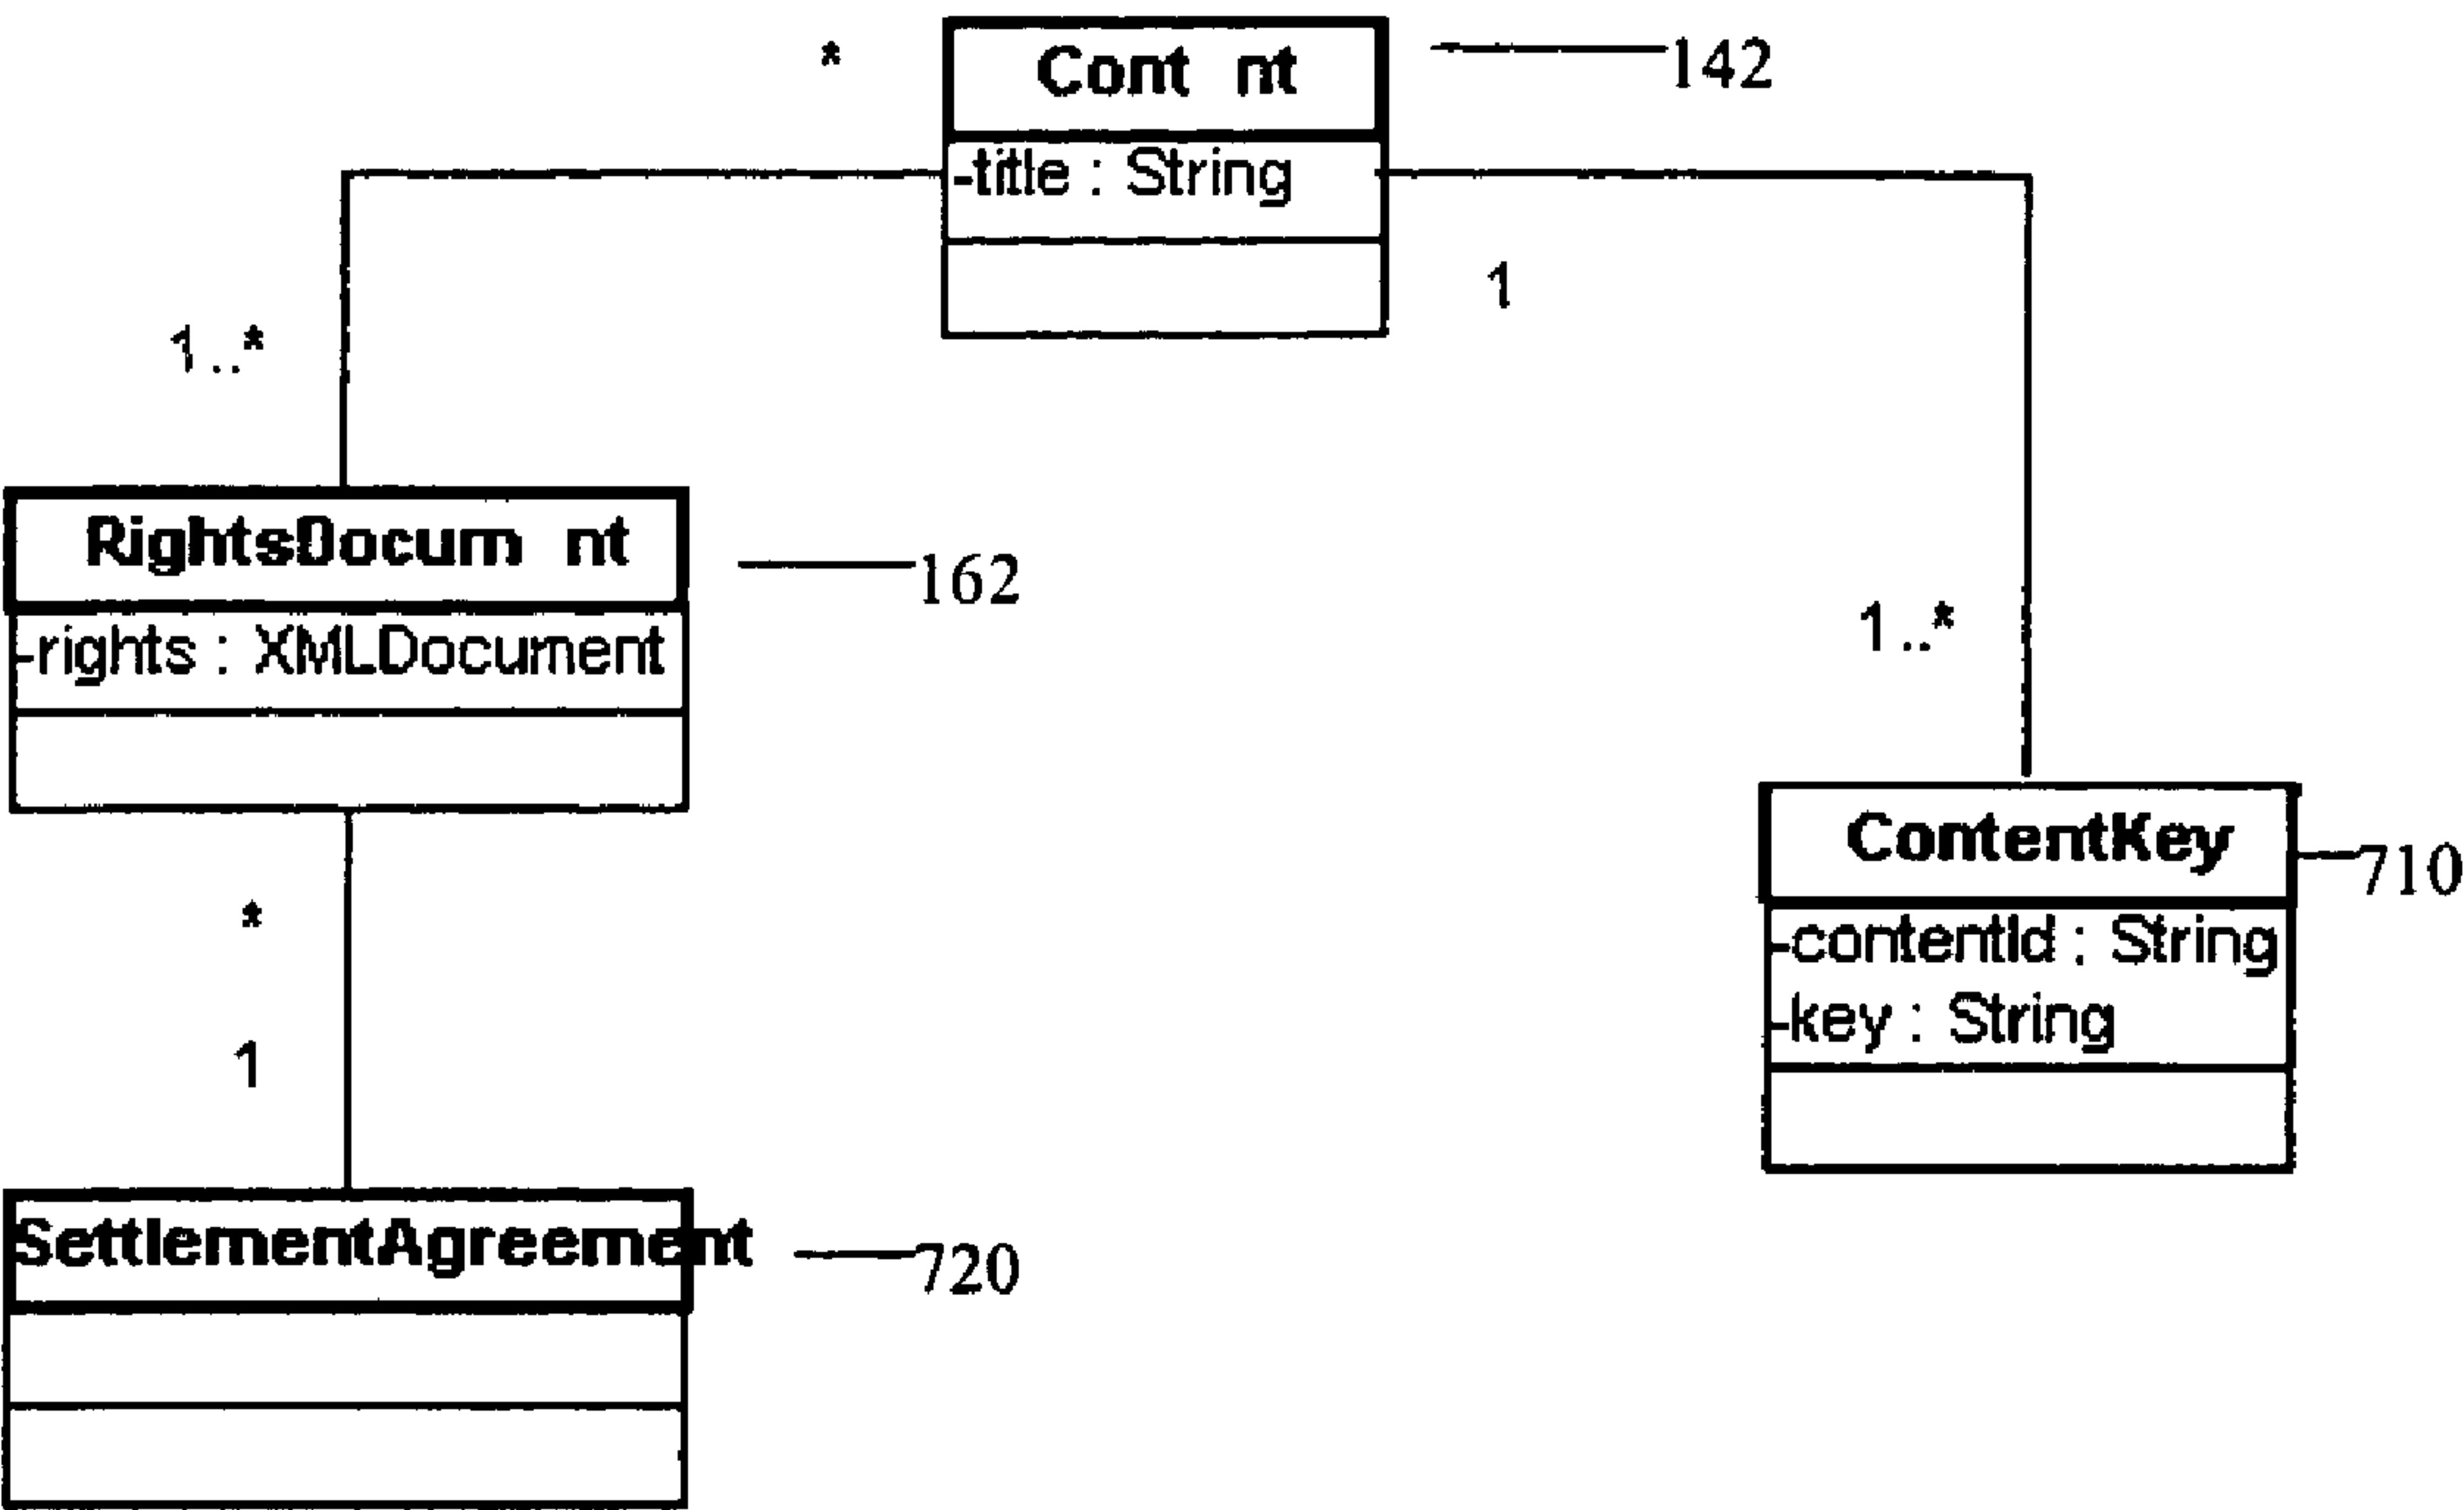 *
Cont nt
142
-title : String
1
1..*
RightsDocum nt
162
-rights : XMLDocument
1..*
ContentKey
710
-contentId : String
-key : String
*
1
SettlementAgreement
720